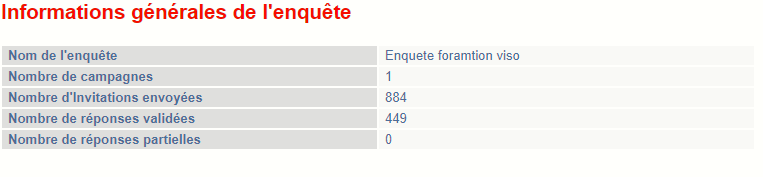 Informations générales de l'enquête
Nom de l'enquête Enquete foramtion viso
Nombre de campagnes 1
Nombre d'Invitations envoyées 884
Nombre de réponses validées 449
Nombre de réponses partielles 0